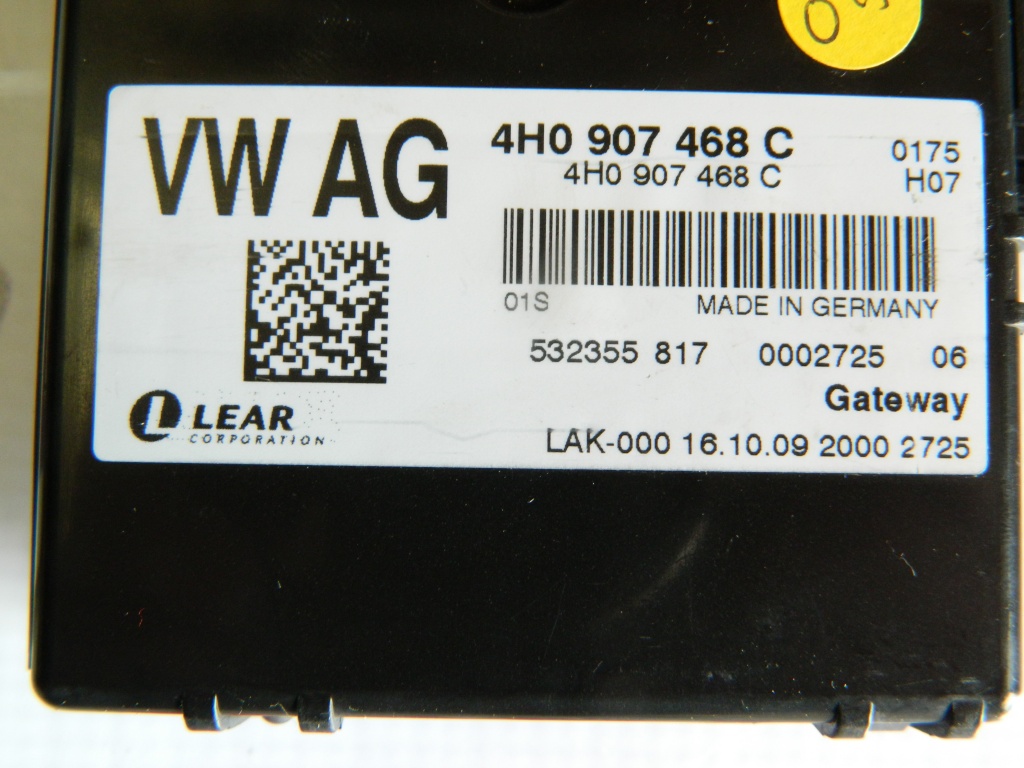 VW AG
4H0 907 468 C 0175
4H0 907 468 C H07
01S MADE IN GERMANY
532355 817 0002725 06
Gateway
LEAR
CORPORATION
LAK-000 16.10.09 2000 2725